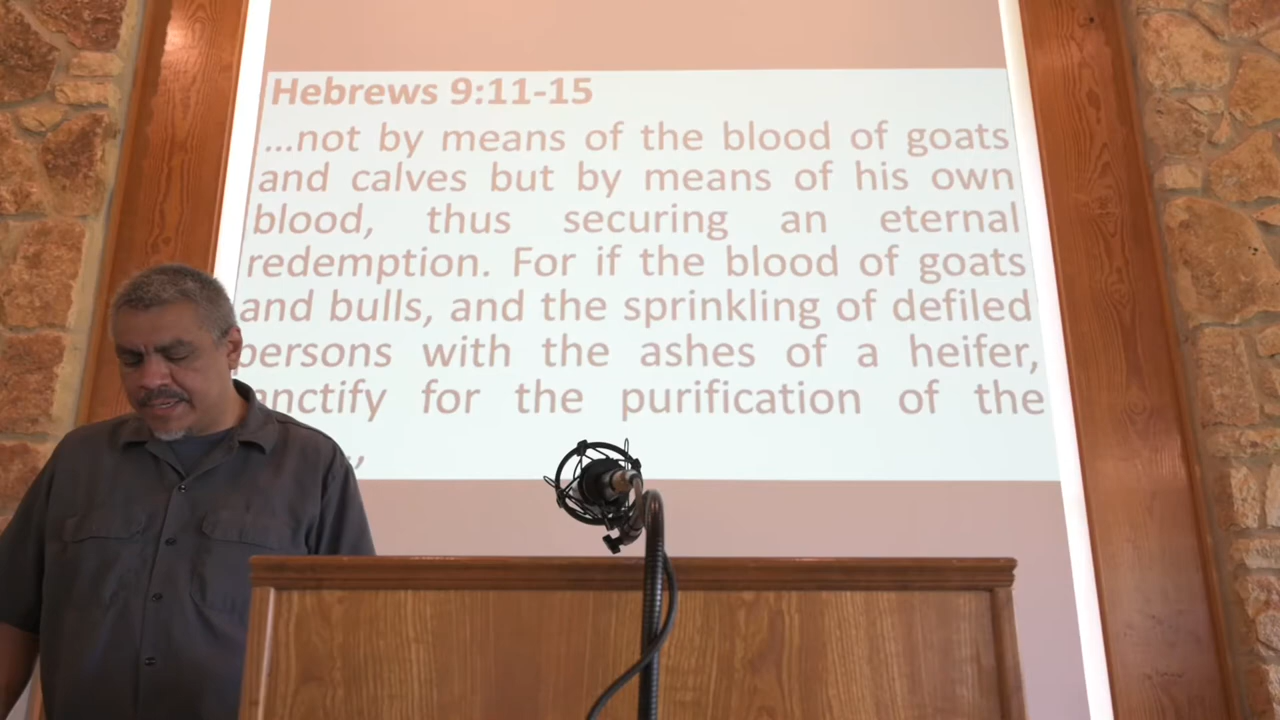 Hebrews 9:11-15
...not by means of the blood of goats
and calves but by means of his own
blood, thus securing an eternal
redemption. For if the blood of goats
and bulls, and the sprinkling of defiled
persons with the ashes of a heifer,
anctify for the purification of the